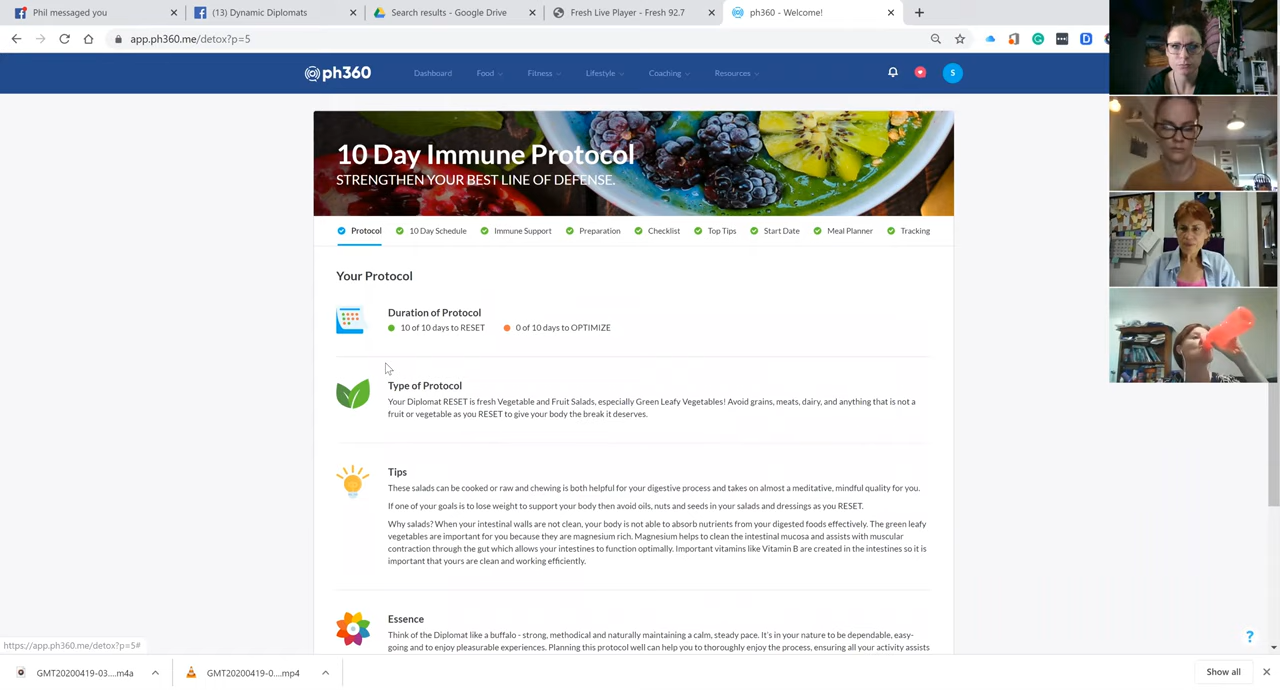 Phil messaged you
(13) Dynamic Diplomats
Search results - Google Drive
Fresh Live Player - Fresh 92.7
ph360 - Welcome!
app.ph360.me/detox?p=5
ph360
Dashboard
Food
Fitness
Lifestyle
Coaching
Resources
S
10 Day Immune Protocol
STRENGTHEN YOUR BEST LINE OF DEFENSE.
Protocol
10 Day Schedule
Immune Support
Preparation
Checklist
Top Tips
Start Date
Meal Planner
Tracking
Your Protocol
Duration of Protocol
10 of 10 days to RESET
0 of 10 days to OPTIMIZE
Type of Protocol
Your Diplomat RESET is fresh Vegetable and Fruit Salads, especially Green Leafy Vegetables! Avoid grains, meats, dairy, and anything that is not a
fruit or vegetable as you RESET to give your body the break it deserves.
Tips
These salads can be cooked or raw and chewing is both helpful for your digestive process and takes on almost a meditative, mindful quality for you.
If one of your goals is to lose weight to support your body then avoid oils, nuts and seeds in your salads and dressings as you RESET.
Why salads? When your intestinal walls are not clean, your body is not able to absorb nutrients from your digested foods effectively. The green leafy
vegetables are important for you because they are magnesium rich. Magnesium helps to clean the intestinal mucosa and assists with muscular
contraction through the gut which allows your intestines to function optimally. Important vitamins like Vitamin B are created in the intestines so it is
important that yours are clean and working efficiently.
Essence
Think of the Diplomat like a buffalo - strong, methodical and naturally maintaining a calm, steady pace. It's in your nature to be dependable, easy-
going and to enjoy pleasurable experiences. Planning this protocol well can help you to thoroughly enjoy the process, ensuring all your activity assists
https://app.ph360.me/detox?p=5#
?
GMT20200419-03....m4a
GMT20200419-0....mp4
Show all